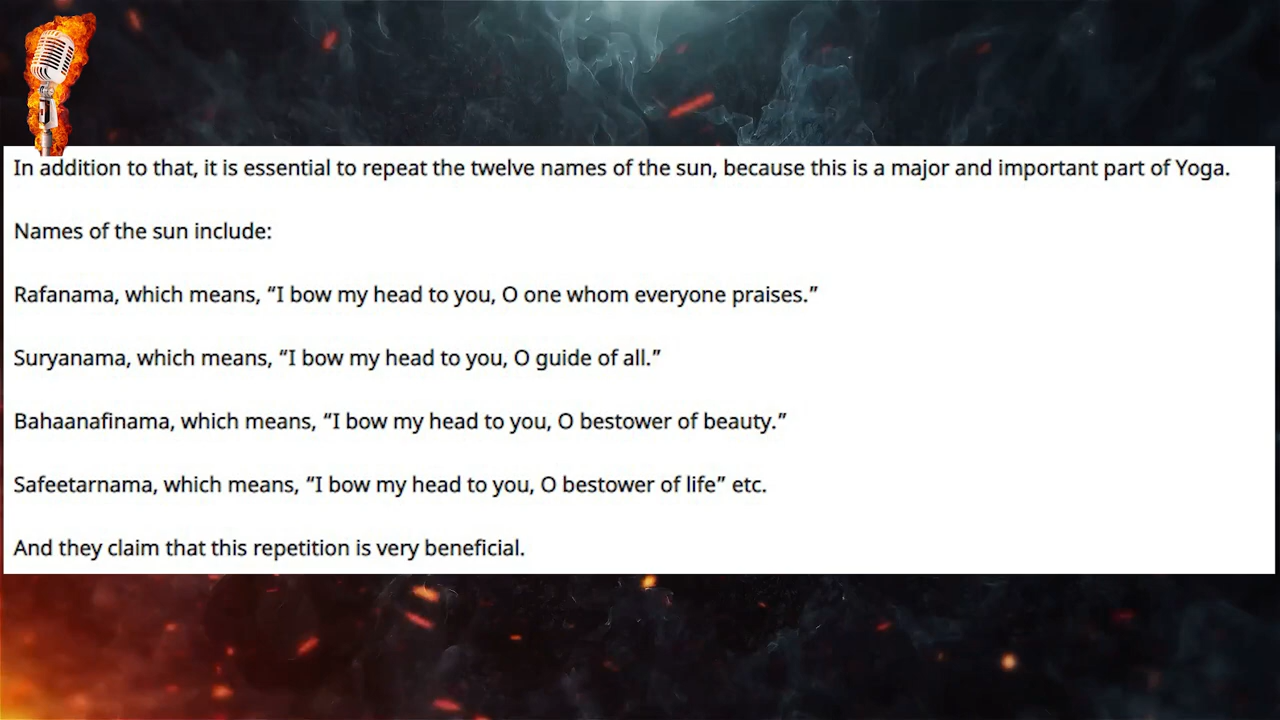 In addition to that, it is essential to repeat the twelve names of the sun, because this is a major and important part of Yoga.
Names of the sun include:
Rafanama, which means, “I bow my head to you, O one whom everyone praises.”
Suryanama, which means, “I bow my head to you, O guide of all.”
Bahaanafinama, which means, “I bow my head to you, O bestower of beauty.”
Safeetarnama, which means, “I bow my head to you, O bestower of life” etc.
And they claim that this repetition is very beneficial.